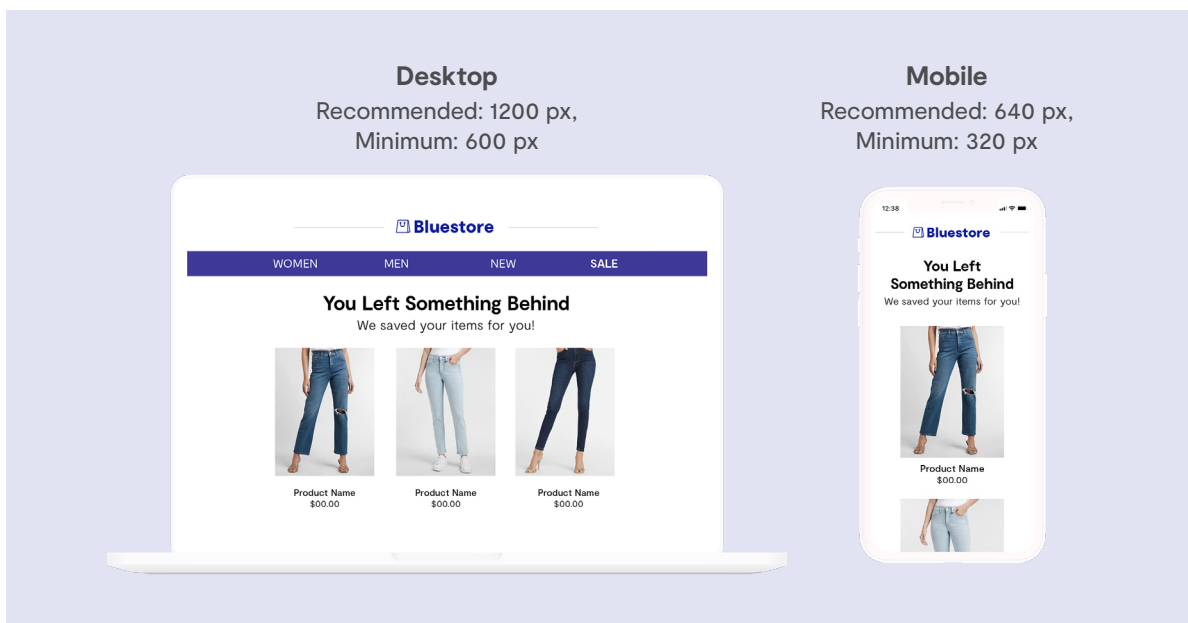 Desktop
Recommended: 1200 px,
Minimum: 600 px
Bluestore
WOMEN MEN NEW SALE
You Left Something Behind
We saved your items for you!
Product Name Product Name Product Name
$00.00 $00.00 $00.00
Mobile
Recommended: 640 px,
Minimum: 320 px
12:38
Bluestore
You Left
Something Behind
We saved your items for you!
Product Name
$00.00